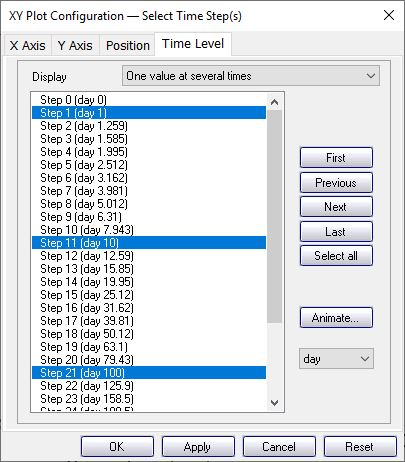 XY Plot Configuration — Select Time Step(s)
X Axis Y Axis Position Time Level
Display One value at several times
Step 0 (day 0)
Step 1 (day 1)
Step 2 (day 1.259)
Step 3 (day 1.585)
Step 4 (day 1.995)
Step 5 (day 2.512)
Step 6 (day 3.162)
Step 7 (day 3.981)
Step 8 (day 5.012)
Step 9 (day 6.31)
Step 10 (day 7.943)
Step 11 (day 10)
Step 12 (day 12.59)
Step 13 (day 15.85)
Step 14 (day 19.95)
Step 15 (day 25.12)
Step 16 (day 31.62)
Step 17 (day 39.81)
Step 18 (day 50.12)
Step 19 (day 63.1)
Step 20 (day 79.43)
Step 21 (day 100)
Step 22 (day 125.9)
Step 23 (day 158.5)
Step 24 (day
First
Previous
Next
Last
Select all
Animate...
day
OK Apply Cancel Reset